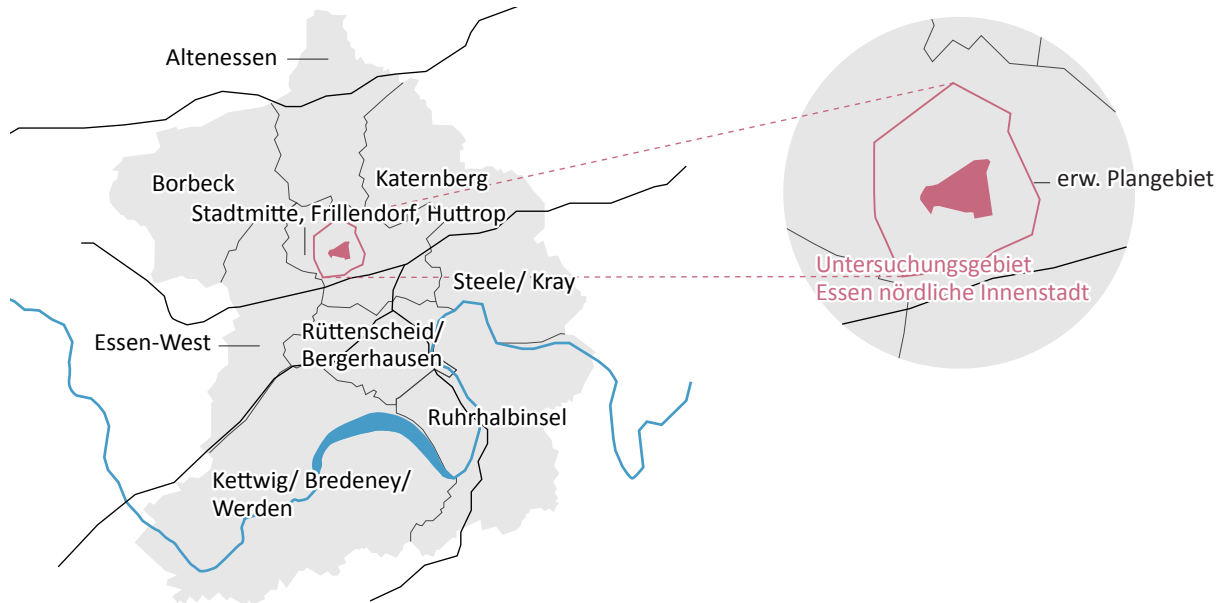 Altenessen
Borbeck
Katernberg
Stadtmitte, Frillendorf, Huttrop
Steele/ Kray
Essen-West
Rüttenscheid/
Bergerhausen
Ruhrhalbinsel
Kettwig/ Bredeney/
Werden
erw. Plangebiet
Untersuchungsgebiet
Essen nördliche Innenstadt